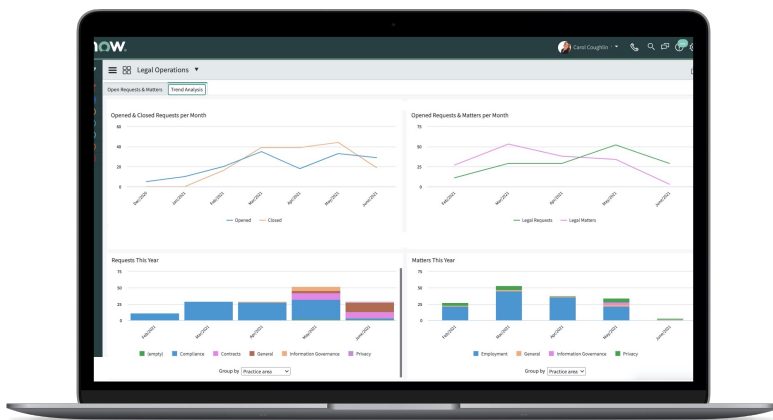 now.
Carol Coughlin
Legal Operations ▼
Open Requests & Matters Trend Analysis
Opened & Closed Requests per Month
60
40
20
0
Dec/2020 Jan/2021 Feb/2021 Mar/2021 Apr/2021 May/2021 June/2021
Opened Closed
Opened Requests & Matters per Month
75
50
25
0
Feb/2021 Mar/2021 Apr/2021 May/2021 June/2021
Legal Requests Legal Matters
Requests This Year
75
50
25
0
Feb/2021 Mar/2021 Apr/2021 May/2021 June/2021
(empty) Compliance Contracts General Information Governance Privacy
Group by Practice area
Matters This Year
75
50
25
0
Feb/2021 Mar/2021 Apr/2021 May/2021 June/2021
Employment General Information Governance Privacy
Group by Practice area